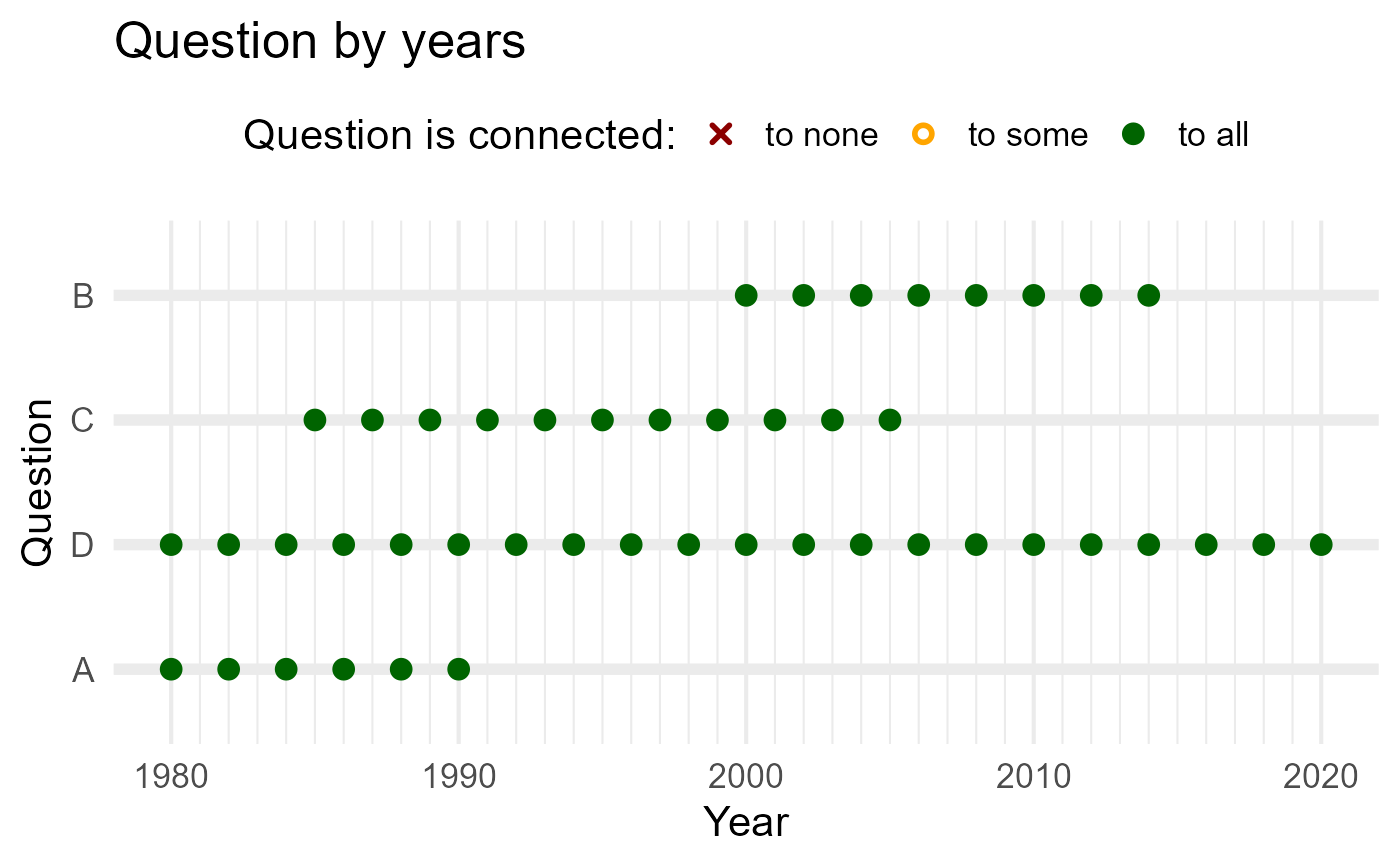 Question by years
Question is connected: to none to some to all
B
C
D
A
Question
1980 1990 2000 2010 2020
Year